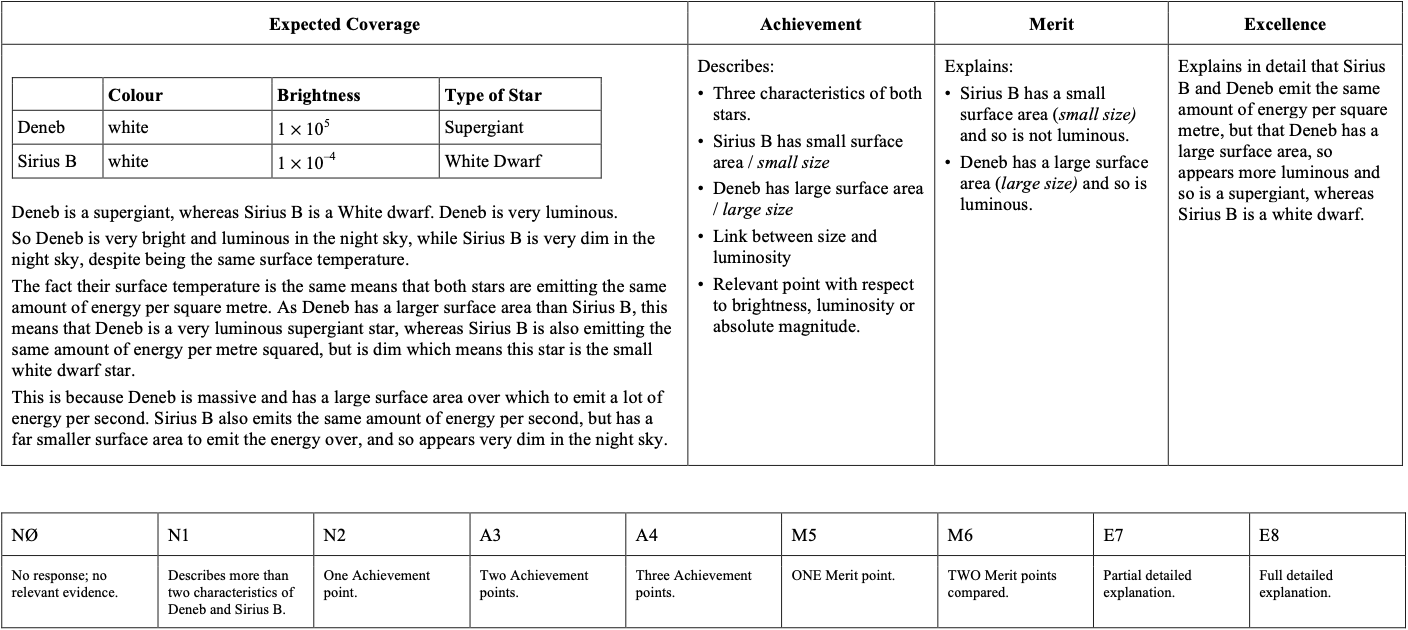 Expected Coverage
Achievement
Merit
Excellence
Colour
Brightness
Type of Star
Deneb
white
1 × 10⁵
Supergiant
Sirius B
white
1 × 10⁻⁴
White Dwarf
Deneb is a supergiant, whereas Sirius B is a White dwarf. Deneb is very luminous.
So Deneb is very bright and luminous in the night sky, while Sirius B is very dim in the
night sky, despite being the same surface temperature.
The fact their surface temperature is the same means that both stars are emitting the same
amount of energy per square metre. As Deneb has a larger surface area than Sirius B, this
means that Deneb is a very luminous supergiant star, whereas Sirius B is also emitting the
same amount of energy per metre squared, but is dim which means this star is the small
white dwarf star.
This is because Deneb is massive and has a large surface area over which to emit a lot of
energy per second. Sirius B also emits the same amount of energy per second, but has a
far smaller surface area to emit the energy over, and so appears very dim in the night sky.
Describes:
• Three characteristics of both
stars.
• Sirius B has small surface
area / small size
• Deneb has large surface area
/ large size
• Link between size and
luminosity
• Relevant point with respect
to brightness, luminosity or
absolute magnitude.
Explains:
• Sirius B has a small
surface area (small size)
and so is not luminous.
• Deneb has a large surface
area (large size) and so is
luminous.
Explains in detail that Sirius
B and Deneb emit the same
amount of energy per square
metre, but that Deneb has a
large surface area, so
appears more luminous and
so is a supergiant, whereas
Sirius B is a white dwarf.
NØ
N1
N2
A3
A4
M5
M6
E7
E8
No response; no
relevant evidence.
Describes more than
two characteristics of
Deneb and Sirius B.
One Achievement
point.
Two Achievement
points.
Three Achievement
points.
ONE Merit point.
TWO Merit points
compared.
Partial detailed
explanation.
Full detailed
explanation.